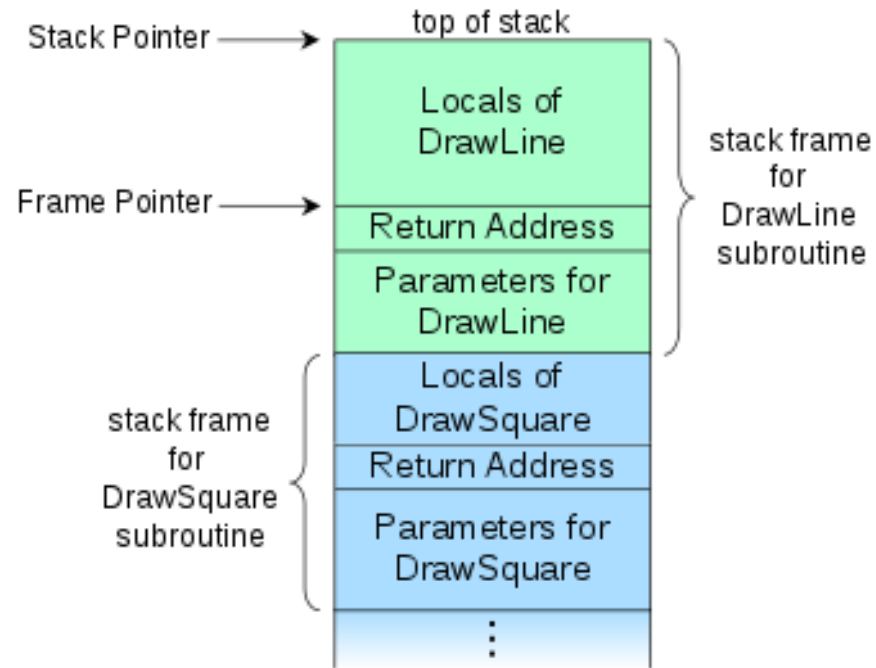 top of stack
Stack Pointer
Locals of
DrawLine
stack frame
for
DrawLine
subroutine
Frame Pointer
Return Address
Parameters for
DrawLine
Locals of
DrawSquare
stack frame
for
DrawSquare
subroutine
Return Address
Parameters for
DrawSquare
⋮